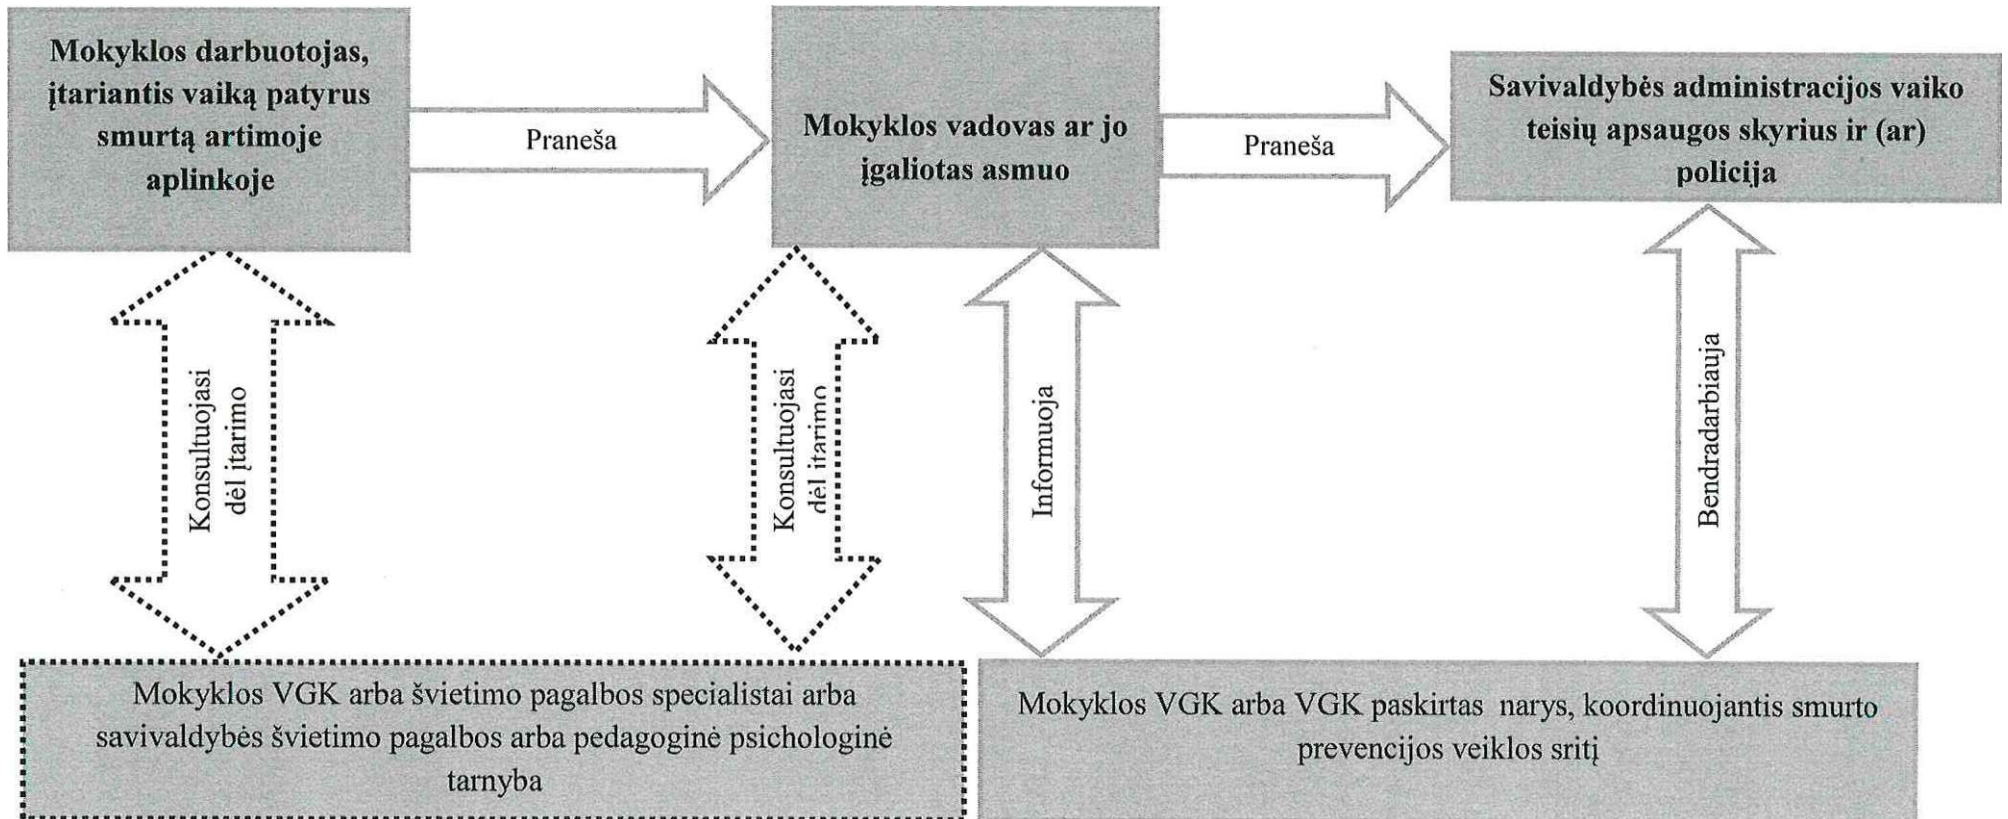 Mokyklos darbuotojas,
įtariantis vaiką patyrus
smurtą artimoje
aplinkoje
Praneša
Mokyklos vadovas ar jo
įgaliotas asmuo
Praneša
Savivaldybės administracijos vaiko
teisių apsaugos skyrius ir (ar)
policija
Konsultuojasi
dėl įtarimo
Konsultuojasi
dėl įtarimo
Informuoja
Bendradarbiauja
Mokyklos VGK arba švietimo pagalbos specialistai arba
savivaldybės švietimo pagalbos arba pedagoginė psichologinė
tarnyba
Mokyklos VGK arba VGK paskirtas narys, koordinuojantis smurto
prevencijos veiklos sritį